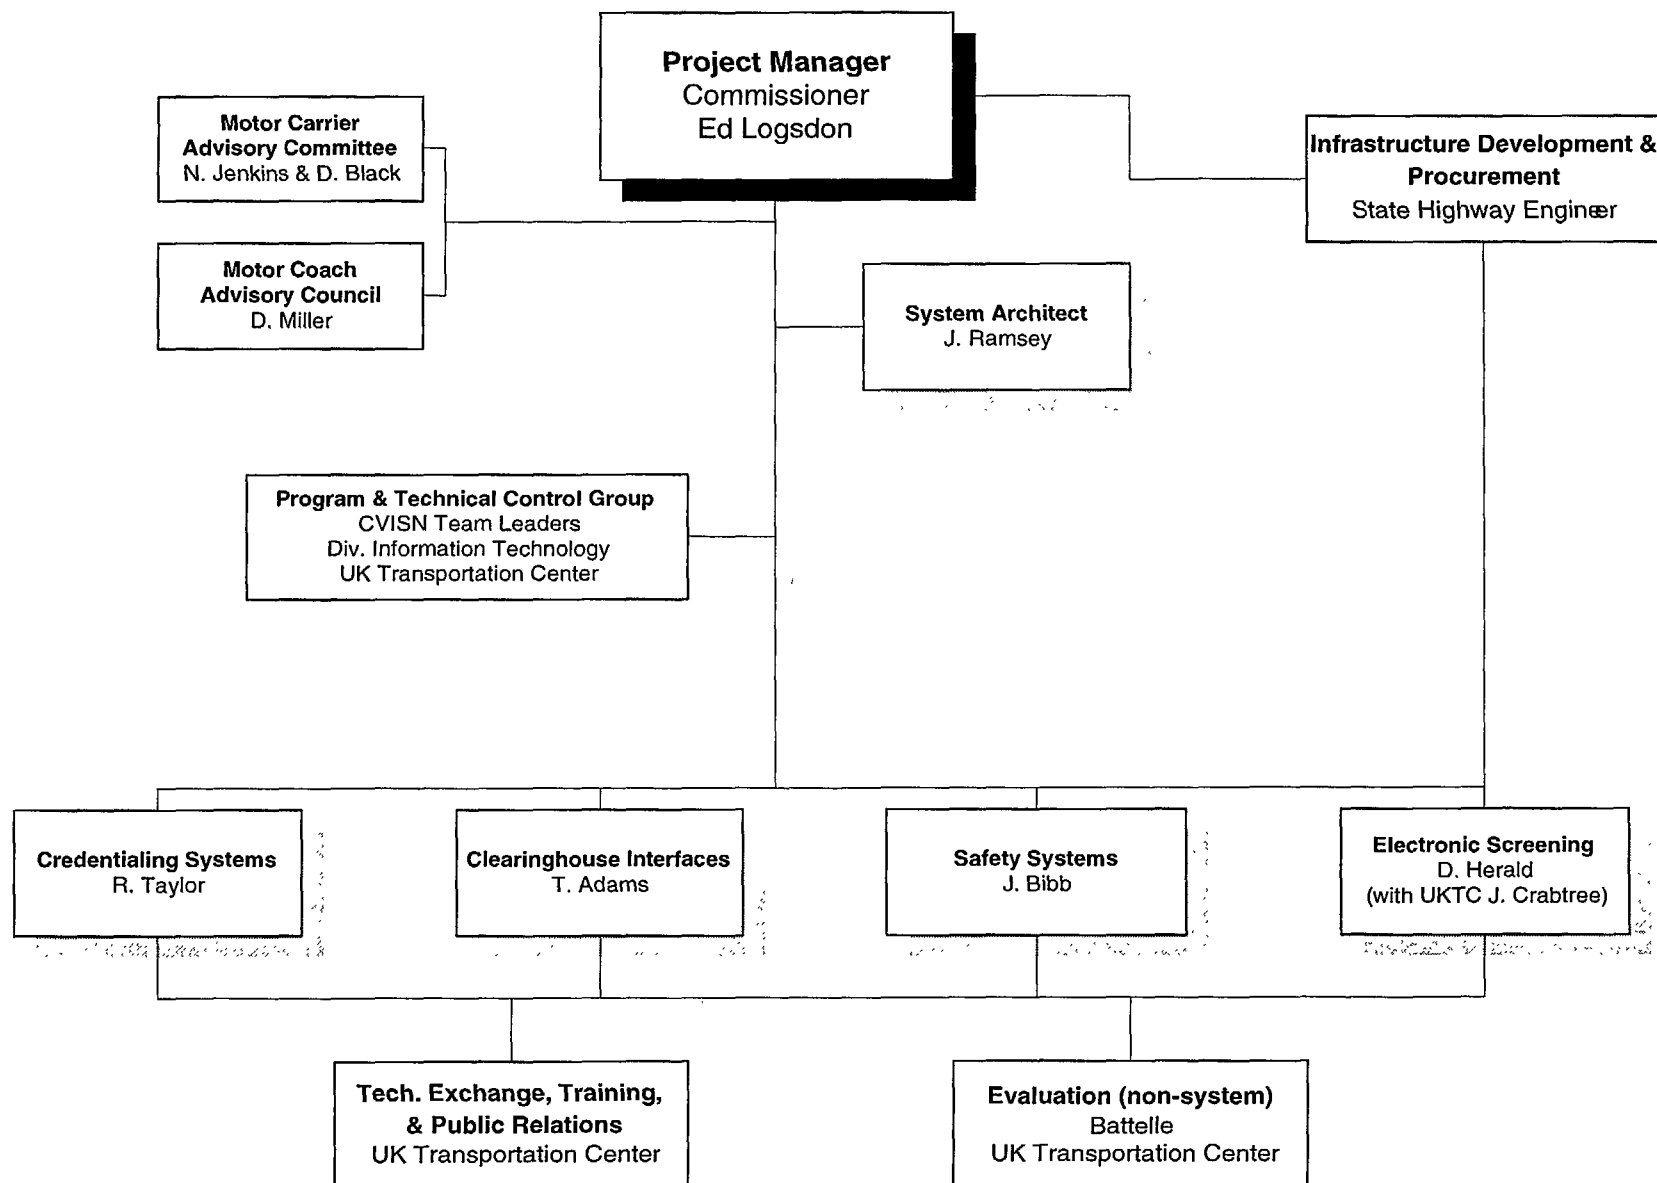 Project Manager
Commissioner
Ed Logsdon
Motor Carrier
Advisory Committee
N. Jenkins & D. Black
Infrastructure Development &
Procurement
State Highway Engineer
Motor Coach
Advisory Council
D. Miller
System Architect
J. Ramsey
Program & Technical Control Group
CVISN Team Leaders
Div. Information Technology
UK Transportation Center
Credentialing Systems
R. Taylor
Clearinghouse Interfaces
T. Adams
Safety Systems
J. Bibb
Electronic Screening
D. Herald
(with UKTC J. Crabtree)
Tech. Exchange, Training,
& Public Relations
UK Transportation Center
Evaluation (non-system)
Battelle
UK Transportation Center